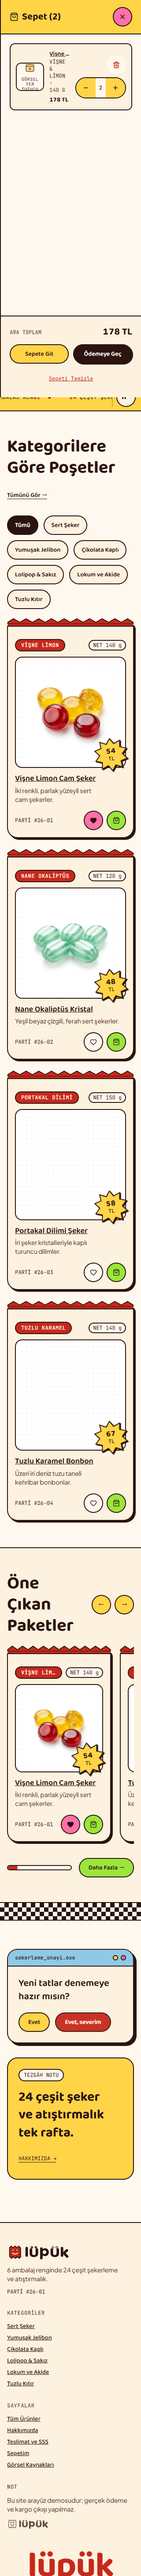 Sepet (2)
Vişne ...
VİŞNE
&
LİMON
·
140 G
178 TL
GÖRSEL
YER
− 2 +
ARA TOPLAM 178 TL
Sepete Git
Ödemeye Geç
Sepeti Temizle
Kategorilere
Göre Poşetler
Tümünü Gör →
Tümü
Sert Şeker
Yumuşak Jelibon
Çikolata Kaplı
Lolipop & Sakız
Lokum ve Akide
Tuzlu Kıtır
VİŞNE LİMON
NET 140 g
54
TL
Vişne Limon Cam Şeker
İki renkli, parlak yüzeyli sert
cam şekerler.
PARTİ #26-01
NANE OKALİPTÜS
NET 120 g
48
TL
Nane Okaliptüs Kristal
Yeşil beyaz çizgili, ferah sert şekerler.
PARTİ #26-02
PORTAKAL DİLİMİ
NET 150 g
58
TL
Portakal Dilimi Şeker
İri şeker kristalleriyle kaplı
turuncu dilimler.
PARTİ #26-03
TUZLU KARAMEL
NET 140 g
67
TL
Tuzlu Karamel Bonbon
Üzeri iri deniz tuzu taneli
kehribar bonbonlar.
PARTİ #26-04
Öne
Çıkan
Paketler
← →
VİŞNE LİM…
NET 140 g
54
TL
Vişne Limon Cam Şeker
İki renkli, parlak yüzeyli sert
cam şekerler.
PARTİ #26-01
Daha Fazla →
sekerleme_onayi.exe
Yeni tatlar denemeye
hazır mısın?
Evet
Evet, severim
TEZGÂH NOTU
24 çeşit şeker
ve atıştırmalık
tek rafta.
HAKKIMIZDA →
lüpük
6 ambalaj renginde 24 çeşit şekerleme
ve atıştırmalık.
PARTİ #26-01
KATEGORİLER
Sert Şeker
Yumuşak Jelibon
Çikolata Kaplı
Lolipop & Sakız
Lokum ve Akide
Tuzlu Kıtır
SAYFALAR
Tüm Ürünler
Hakkımızda
Teslimat ve SSS
Sepetim
Görsel Kaynakları
NOT
Bu site arayüz demosudur; gerçek ödeme
ve kargo çıkışı yapılmaz.
lüpük
lüpük